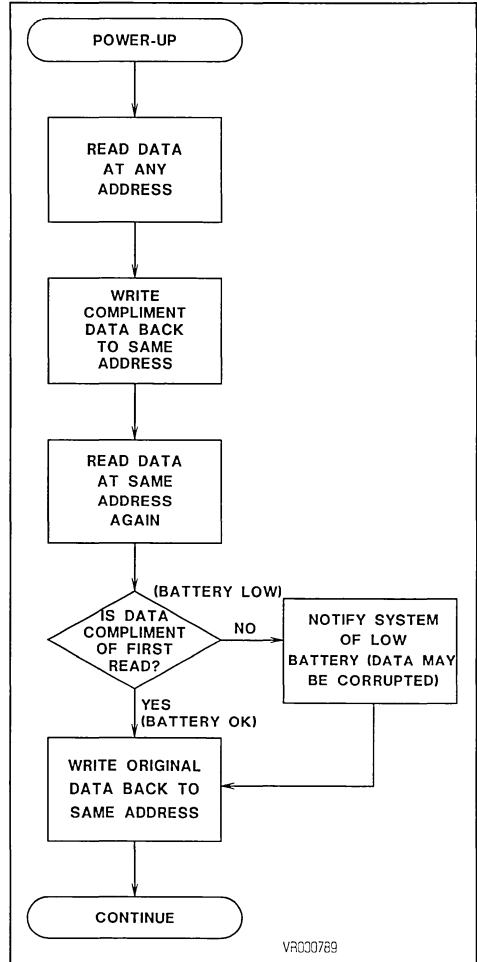 POWER-UP
READ DATA
AT ANY
ADDRESS
WRITE
COMPLIMENT
DATA BACK
TO SAME
ADDRESS
READ DATA
AT SAME
ADDRESS
AGAIN
(BATTERY LOW)
IS DATA
COMPLIMENT
OF FIRST
READ?
NO
NOTIFY SYSTEM
OF LOW
BATTERY (DATA MAY
BE CORRUPTED)
YES
(BATTERY OK)
WRITE ORIGINAL
DATA BACK TO
SAME ADDRESS
CONTINUE
VR000789